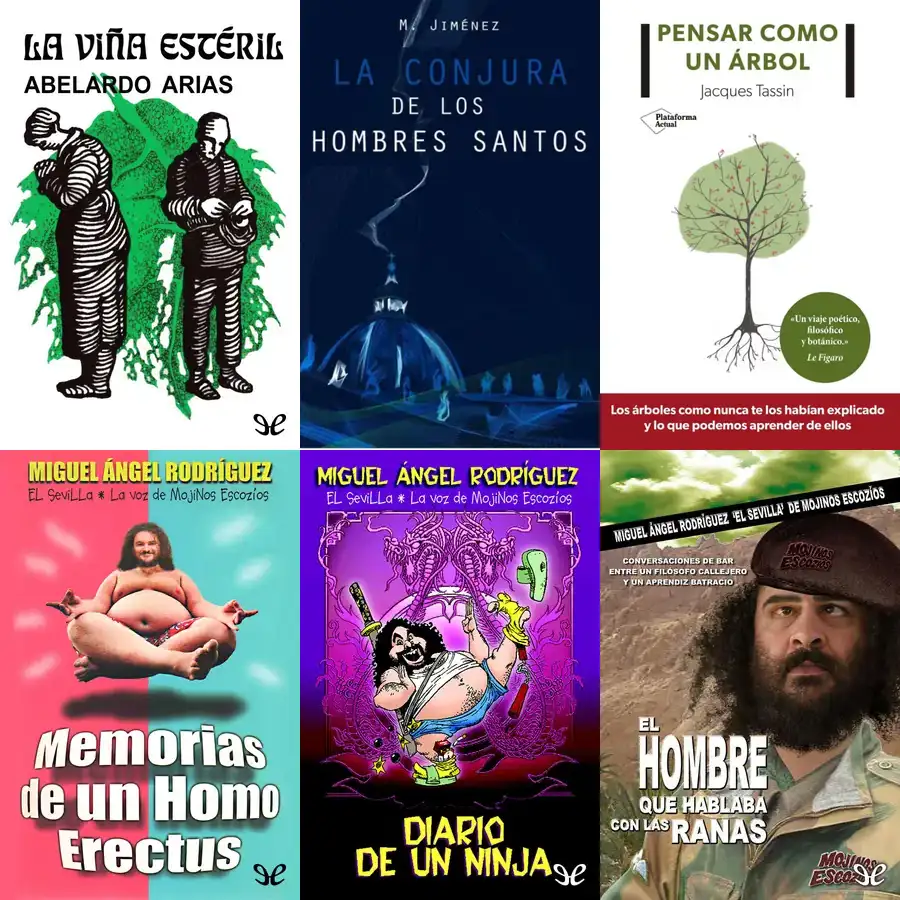 LA VIÑA ESTÉRIL
ABELARDO ARIAS
M. JIMÉNEZ
LA CONJURA
DE LOS
HOMBRES SANTOS
PENSAR COMO
UN ÁRBOL
Jacques Tassin
Plataforma
Actual
«Un viaje poético,
filosófico
y botánico.»
Le Figaro
Los árboles como nunca te los habían explicado
y lo que podemos aprender de ellos
MIGUEL ÁNGEL RODRÍGUEZ
EL SEVILLA * LA VOZ DE MOJINOS ESCOZÍOS
Memorias
de un Homo
Erectus
MIGUEL ÁNGEL RODRÍGUEZ
EL SEVILLA * LA VOZ DE MOJINOS ESCOZÍOS
DIARIO
DE UN NINJA
MIGUEL ÁNGEL RODRÍGUEZ 'EL SEVILLA' DE MOJINOS ESCOZÍOS
CONVERSACIONES DE BAR
ENTRE UN FILÓSOFO CALLEJERO
Y UN APRENDIZ BATRACIO
MOJINOS
ESCOZÍOS
EL
HOMBRE
QUE HABLABA
CON LAS RANAS